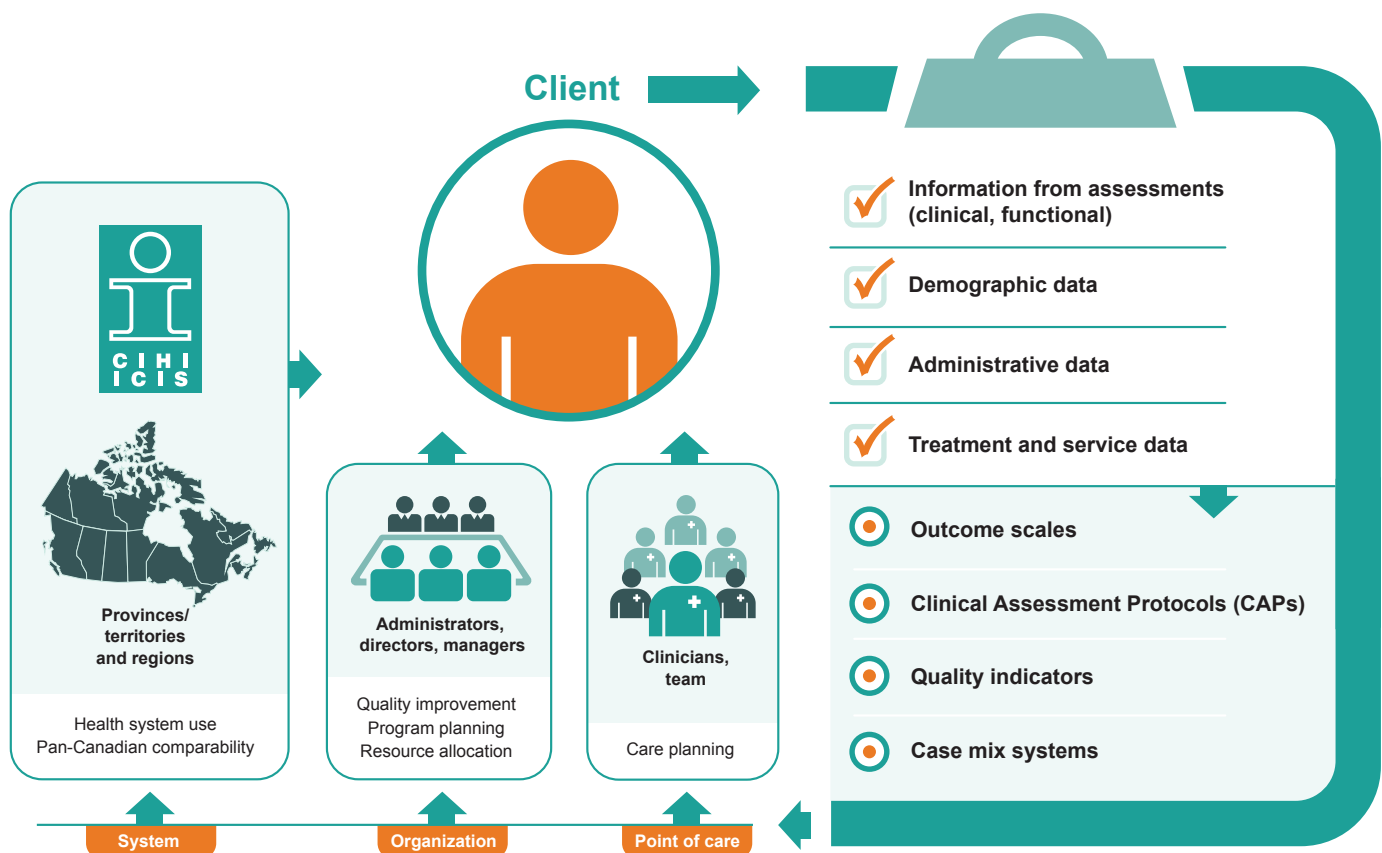 Client
Information from assessments
(clinical, functional)
Demographic data
Administrative data
Treatment and service data
Outcome scales
Clinical Assessment Protocols (CAPs)
Quality indicators
Case mix systems
CIHI
ICIS
Provinces/
territories
and regions
Health system use
Pan-Canadian comparability
Administrators,
directors, managers
Quality improvement
Program planning
Resource allocation
Clinicians,
team
Care planning
System
Organization
Point of care